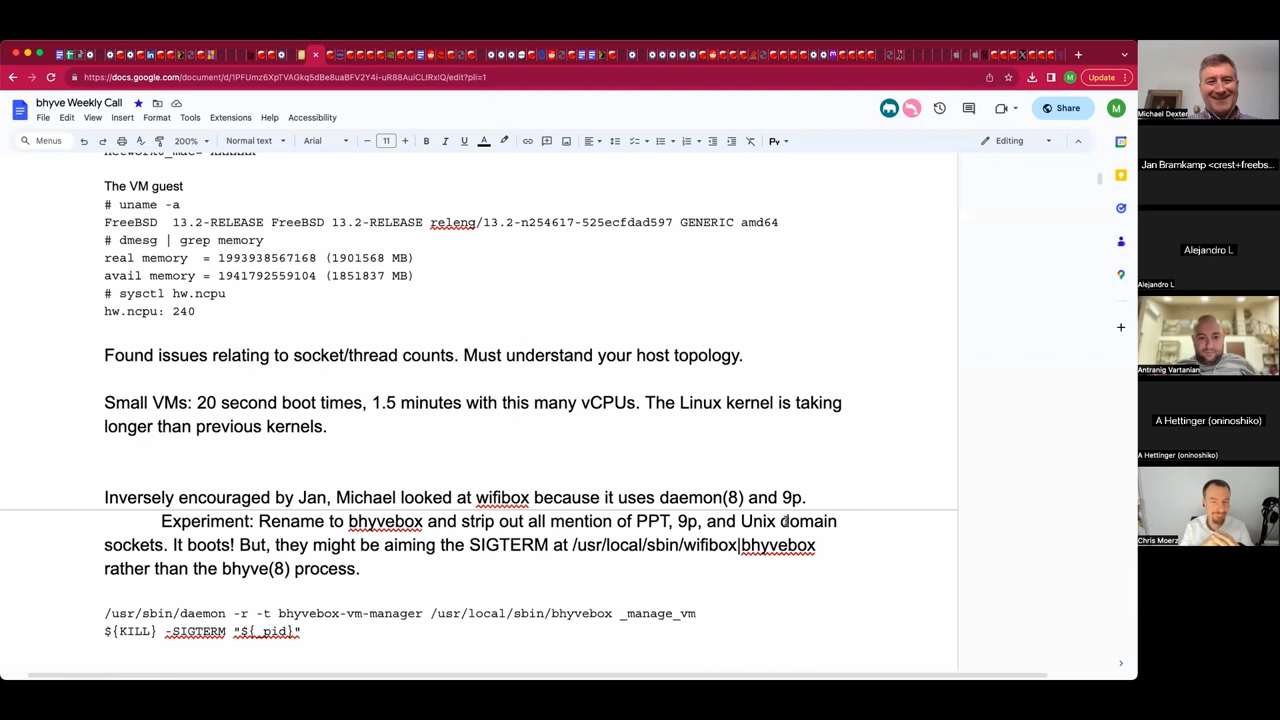 https://docs.google.com/document/d/1PFUmz6XpTVAGkq5dBe8uaBFV2Y4i-uR88AuiCLIRxIQ/edit?pli=1
M
Update
bhyve Weekly Call
File Edit View Insert Format Tools Extensions Help Accessibility
Share
M
Menus
200%
Normal text
Arial
11
Editing
The VM guest
# uname -a
FreeBSD 13.2-RELEASE FreeBSD 13.2-RELEASE releng/13.2-n254617-525ecfdad597 GENERIC amd64
# dmesg | grep memory
real memory = 1993938567168 (1901568 MB)
avail memory = 1941792559104 (1851837 MB)
# sysctl hw.ncpu
hw.ncpu: 240
Found issues relating to socket/thread counts. Must understand your host topology.
Small VMs: 20 second boot times, 1.5 minutes with this many vCPUs. The Linux kernel is taking
longer than previous kernels.
Inversely encouraged by Jan, Michael looked at wifibox because it uses daemon(8) and 9p.
Experiment: Rename to bhyvebox and strip out all mention of PPT, 9p, and Unix domain
sockets. It boots! But, they might be aiming the SIGTERM at /usr/local/sbin/wifibox|bhyvebox
rather than the bhyve(8) process.
/usr/sbin/daemon -r -t bhyvebox-vm-manager /usr/local/sbin/bhyvebox _manage_vm
${KILL} -SIGTERM "${_pid}"
Michael Dexter
Jan Bramkamp <crest+freebs...
Alejandro L
Alejandro L
Antranig Vartanian
A Hettinger (oninoshiko)
A Hettinger (oninoshiko)
Chris Moerz